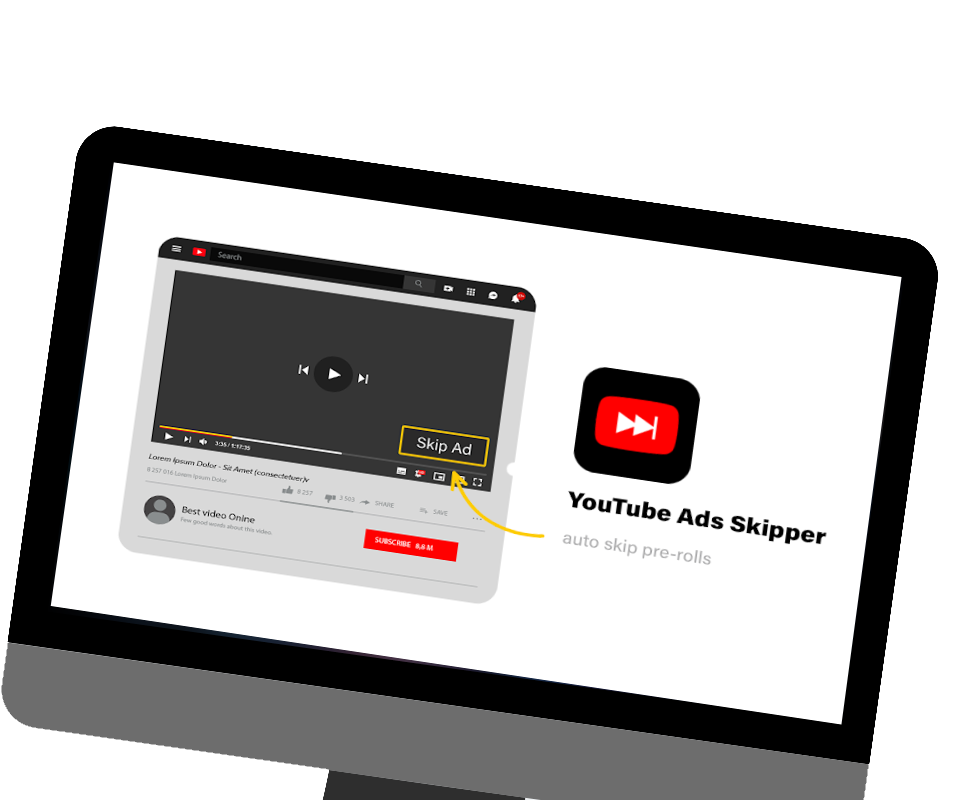 Search
Skip Ad
3:35 / 1:17:35
Lorem Ipsum Dolor - Sit Amet (consectetuer)v
8 257 016 Lorem Ipsum Dolor
8 257
3 503
SHARE
SAVE
Best video Onine
Few good words about this video.
SUBSCRIBE 8,8 M
YouTube Ads Skipper
auto skip pre-rolls